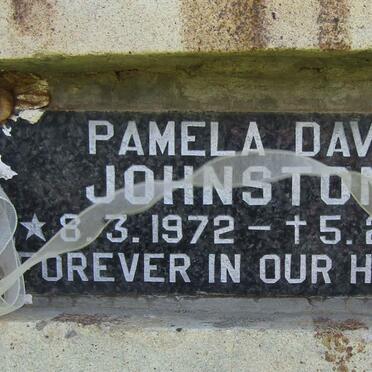 PAMELA DAV
JOHNSTON
★ 8.3.1972 – † 5.2
FOREVER IN OUR H